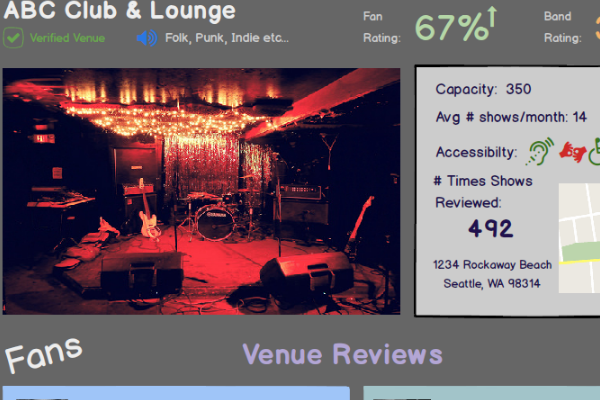 ABC Club & Lounge
Verified Venue
Folk, Punk, Indie etc...
Fan
Rating:
67%
Band
Rating:
Capacity: 350
Avg # shows/month: 14
Accessibilty:
# Times Shows
Reviewed:
492
1234 Rockaway Beach
Seattle, WA 98314
Fans
Venue Reviews